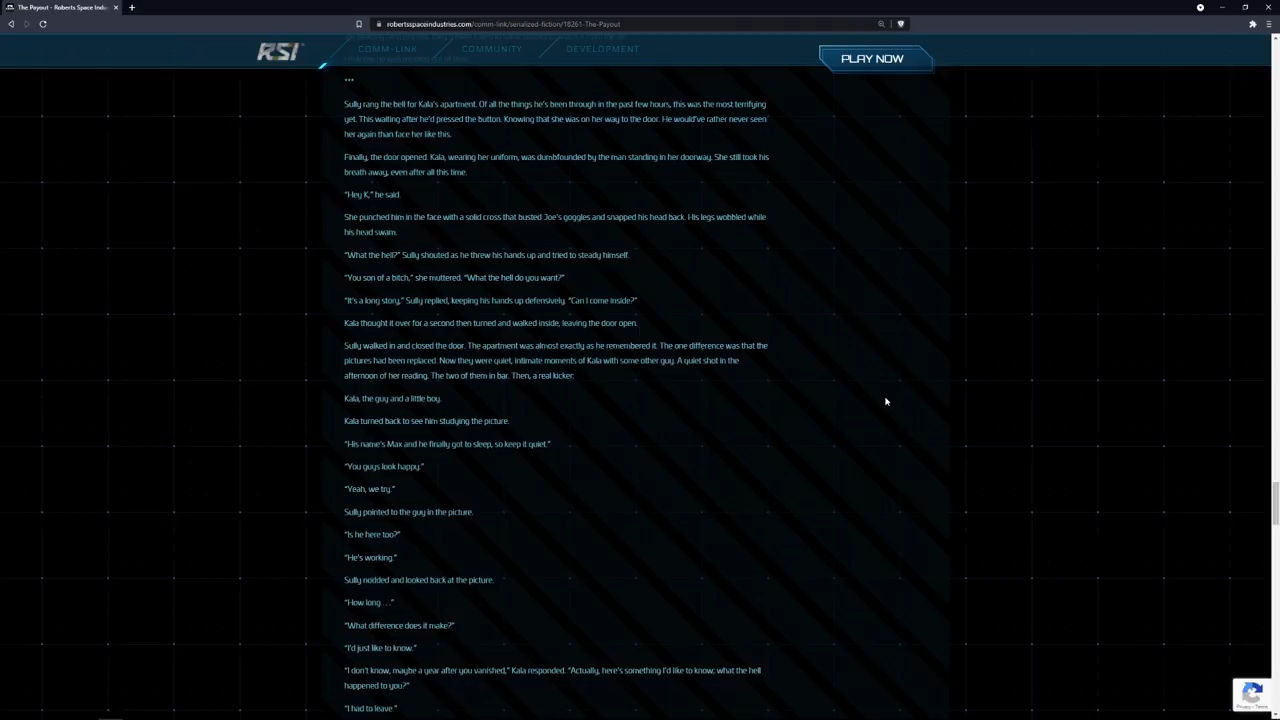 The Payout - Roberts Space Indus
robertsspaceindustries.com/comm-link/serialized-fiction/18261-The-Payout
RSI
COMM-LINK
COMMUNITY
DEVELOPMENT
PLAY NOW
***
Sully rang the bell for Kala's apartment. Of all the things he's been through in the past few hours, this was the most terrifying
yet. This waiting after he'd pressed the button. Knowing that she was on her way to the door. He would've rather never seen
her again than face her like this.
Finally, the door opened. Kala, wearing her uniform, was dumbfounded by the man standing in her doorway. She still took his
breath away, even after all this time.
“Hey K,” he said.
She punched him in the face with a solid cross that busted Joe's goggles and snapped his head back. His legs wobbled while
his head swam.
“What the hell?” Sully shouted as he threw his hands up and tried to steady himself.
“You son of a bitch,” she muttered. “What the hell do you want?”
“It's a long story,” Sully replied, keeping his hands up defensively. “Can I come inside?”
Kala thought it over for a second then turned and walked inside, leaving the door open.
Sully walked in and closed the door. The apartment was almost exactly as he remembered it. The one difference was that the
pictures had been replaced. Now they were quiet, intimate moments of Kala with some other guy. A quiet shot in the
afternoon of her reading. The two of them in bar. Then, a real kicker:
Kala, the guy and a little boy.
Kala turned back to see him studying the picture.
“His name's Max and he finally got to sleep, so keep it quiet.”
“You guys look happy.”
“Yeah, we try.”
Sully pointed to the guy in the picture.
“Is he here too?”
“He's working.”
Sully nodded and looked back at the picture.
“How long . . .”
“What difference does it make?”
“I'd just like to know.”
“I don't know, maybe a year after you vanished,” Kala responded. “Actually, here's something I'd like to know; what the hell
happened to you?”
“I had to leave.”
Privacy - Terms